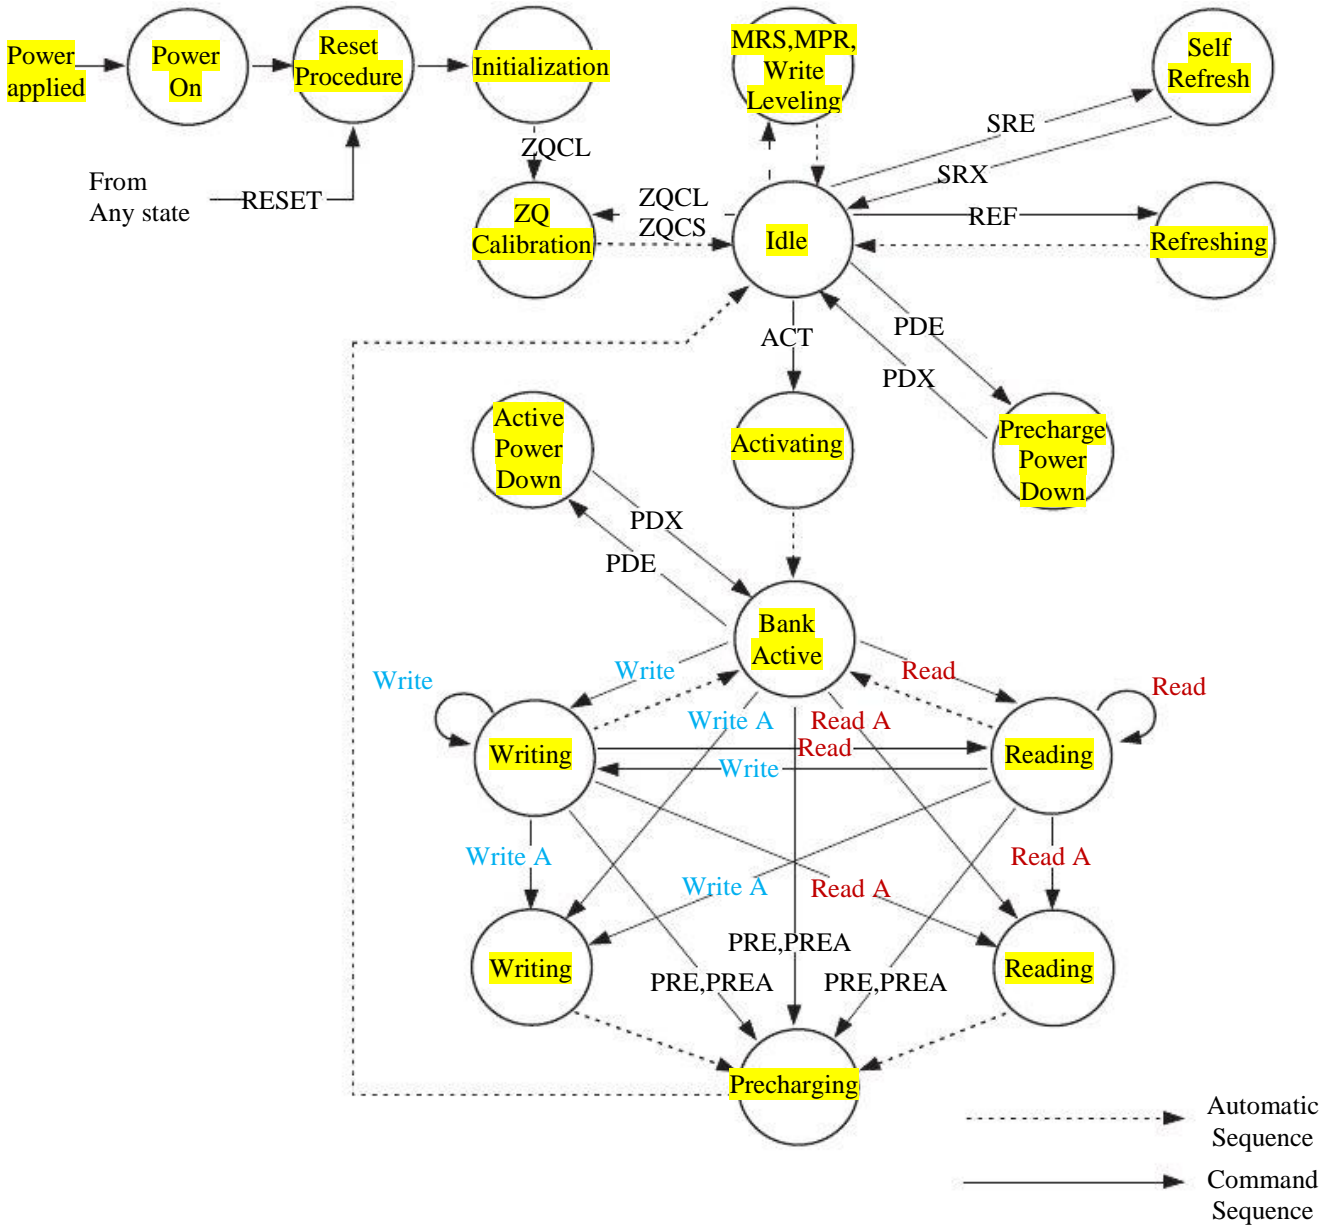 Power
applied
Power
On
Reset
Procedure
Initialization
MRS,MPR,
Write
Leveling
Self
Refresh
From
Any state
RESET
ZQCL
ZQ
Calibration
ZQCL
ZQCS
Idle
SRE
SRX
REF
Refreshing
ACT
PDE
PDX
Active
Power
Down
Activating
Precharge
Power
Down
PDX
PDE
Bank
Active
Write
Write
Read
Read
Write A
Read A
Writing
Read
Write
Reading
Write A
Write A
Read A
Read A
Writing
PRE,PREA
Reading
PRE,PREA
PRE,PREA
Precharging
Automatic
Sequence
Command
Sequence